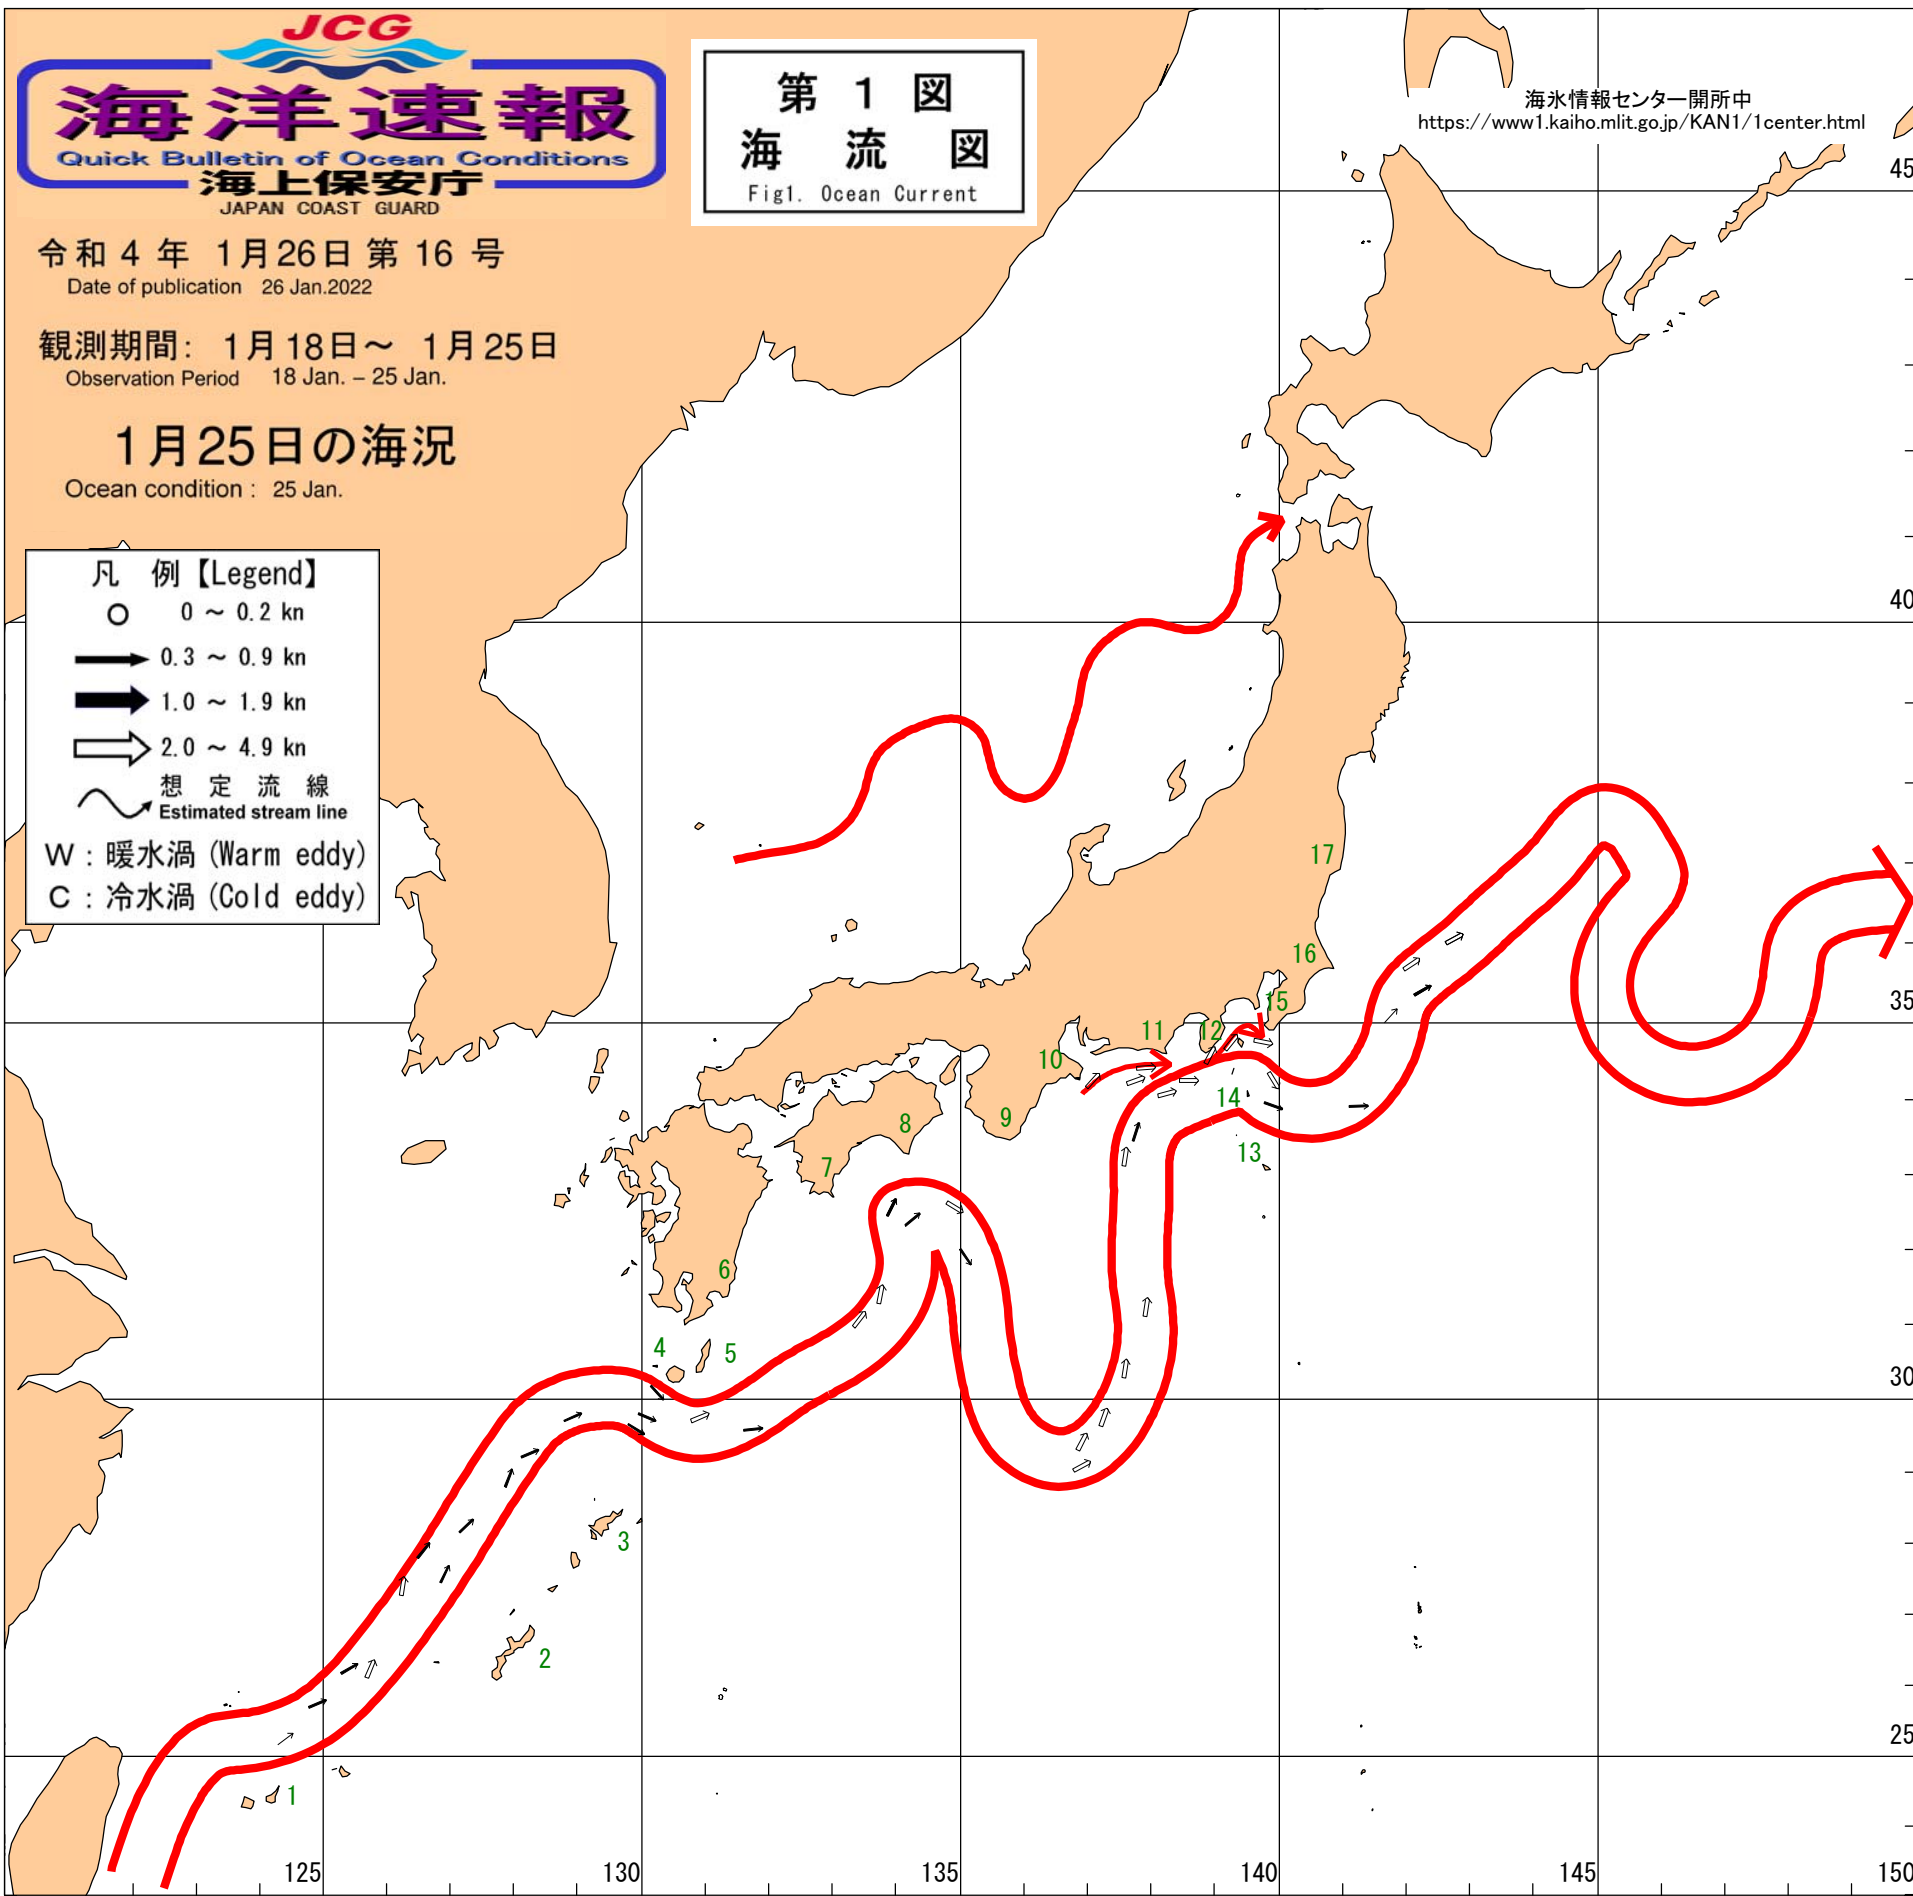 JCG
海洋速報
Quick Bulletin of Ocean Conditions
海上保安庁
JAPAN COAST GUARD
第 1 図
海 流 図
Fig1. Ocean Current
海氷情報センター開所中
https://www1.kaiho.mlit.go.jp/KAN1/1center.html
令和 4 年 1月26日 第 16 号
Date of publication 26 Jan.2022
観測期間: 1月18日～ 1月25日
Observation Period 18 Jan. – 25 Jan.
1月25日の海況
Ocean condition : 25 Jan.
凡 例【Legend】
0 ～ 0.2 kn
0.3 ～ 0.9 kn
1.0 ～ 1.9 kn
2.0 ～ 4.9 kn
想 定 流 線
Estimated stream line
W : 暖水渦 (Warm eddy)
C : 冷水渦 (Cold eddy)
45
40
35
30
25
17
16
15
12
11
10
14
9
8
13
7
6
4
5
3
2
1
125
130
135
140
145
150